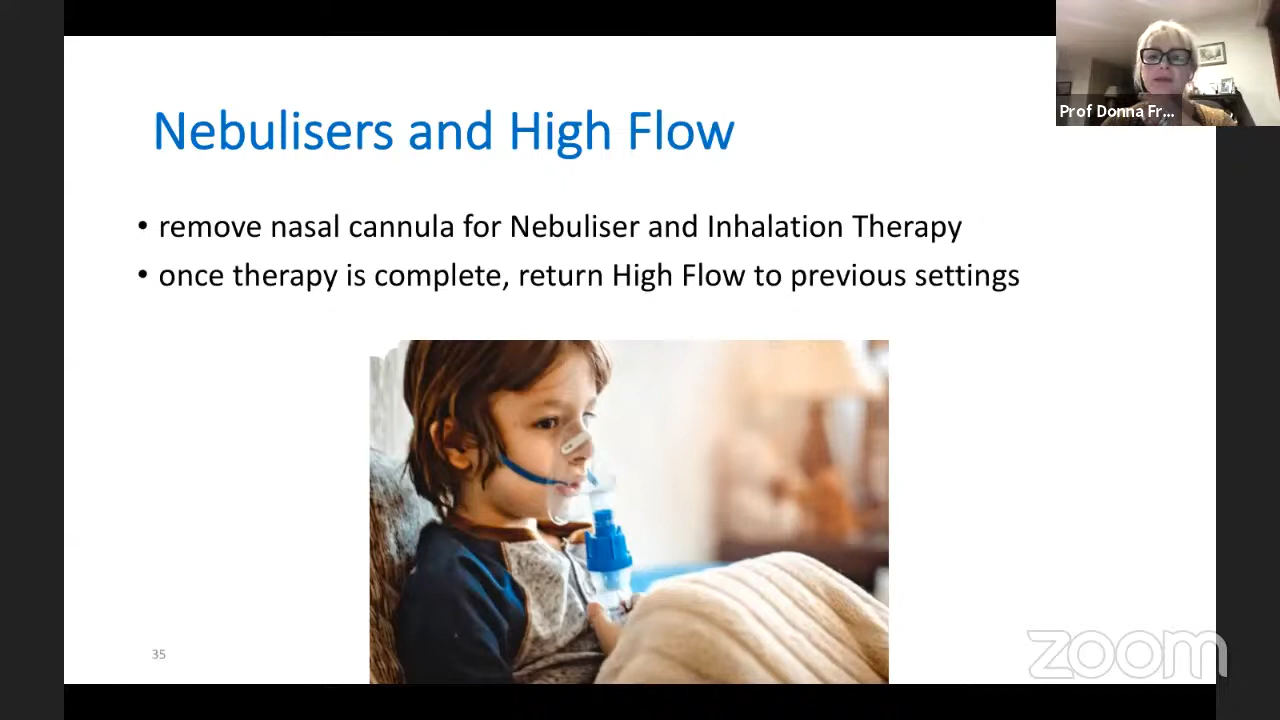 Nebulisers and High Flow
• remove nasal cannula for Nebuliser and Inhalation Therapy
• once therapy is complete, return High Flow to previous settings
Prof Donna Fr...
35
zoom